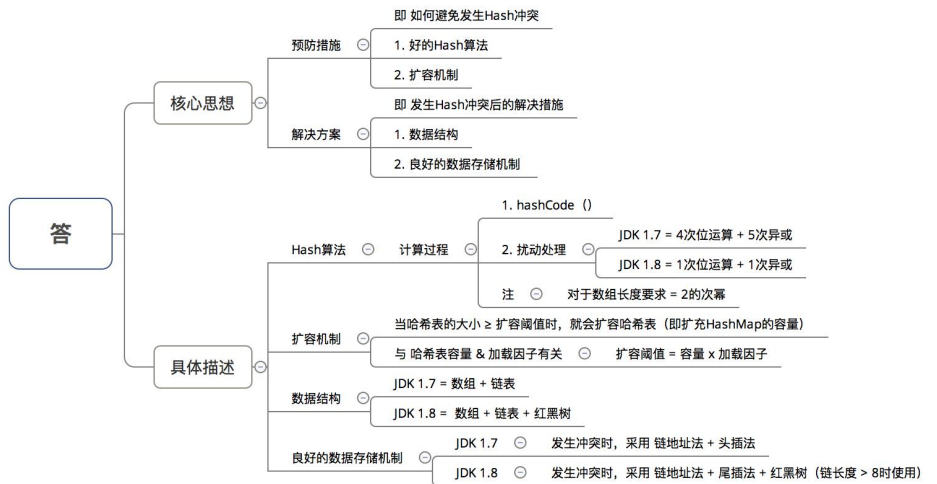 答
核心思想
预防措施
即 如何避免发生Hash冲突
1. 好的Hash算法
2. 扩容机制
解决方案
即 发生Hash冲突后的解决措施
1. 数据结构
2. 良好的数据存储机制
具体描述
Hash算法
计算过程
1. hashCode（）
2. 扰动处理
JDK 1.7 = 4次位运算 + 5次异或
JDK 1.8 = 1次位运算 + 1次异或
注
对于数组长度要求 = 2的次幂
扩容机制
当哈希表的大小 ≥ 扩容阈值时，就会扩容哈希表（即扩充HashMap的容量）
与 哈希表容量 & 加载因子有关
扩容阈值 = 容量 x 加载因子
数据结构
JDK 1.7 = 数组 + 链表
JDK 1.8 = 数组 + 链表 + 红黑树
良好的数据存储机制
JDK 1.7
发生冲突时，采用 链地址法 + 头插法
JDK 1.8
发生冲突时，采用 链地址法 + 尾插法 + 红黑树（链长度 > 8时使用）